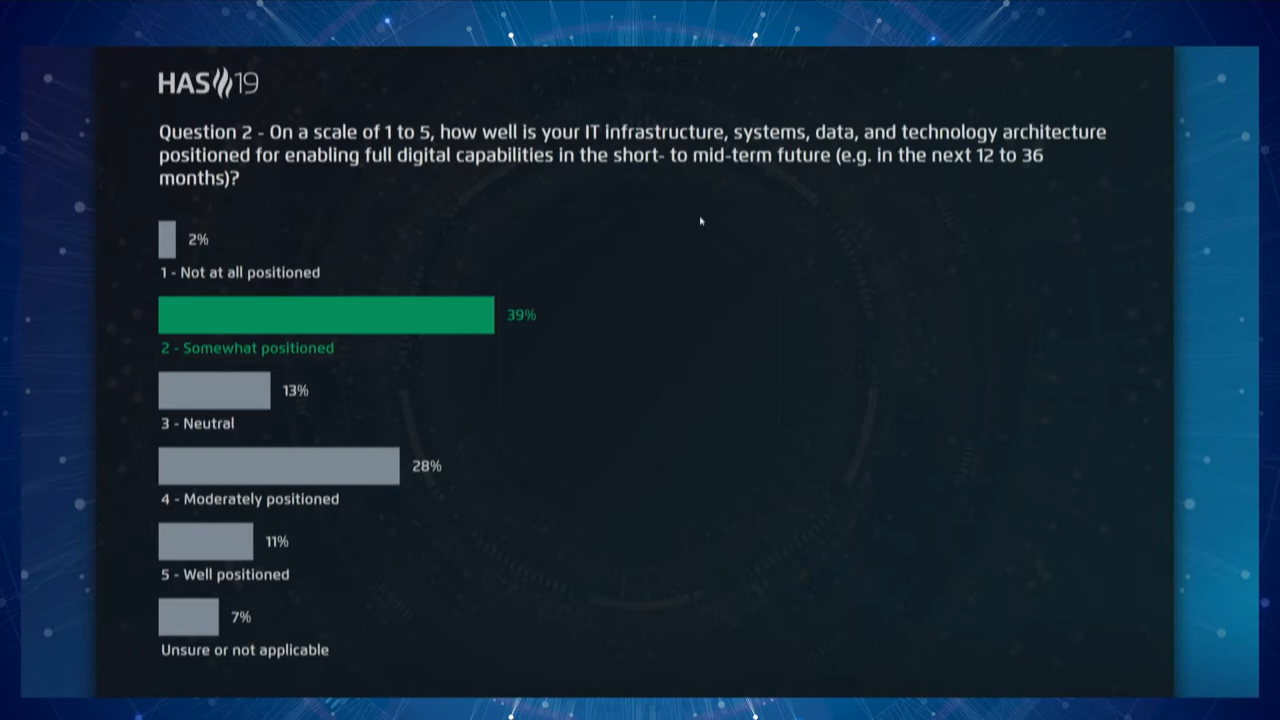 HAS 19
Question 2 - On a scale of 1 to 5, how well is your IT infrastructure, systems, data, and technology architecture
positioned for enabling full digital capabilities in the short- to mid-term future (e.g. in the next 12 to 36
months)?
2%
1 - Not at all positioned
39%
2 - Somewhat positioned
13%
3 - Neutral
28%
4 - Moderately positioned
11%
5 - Well positioned
7%
Unsure or not applicable